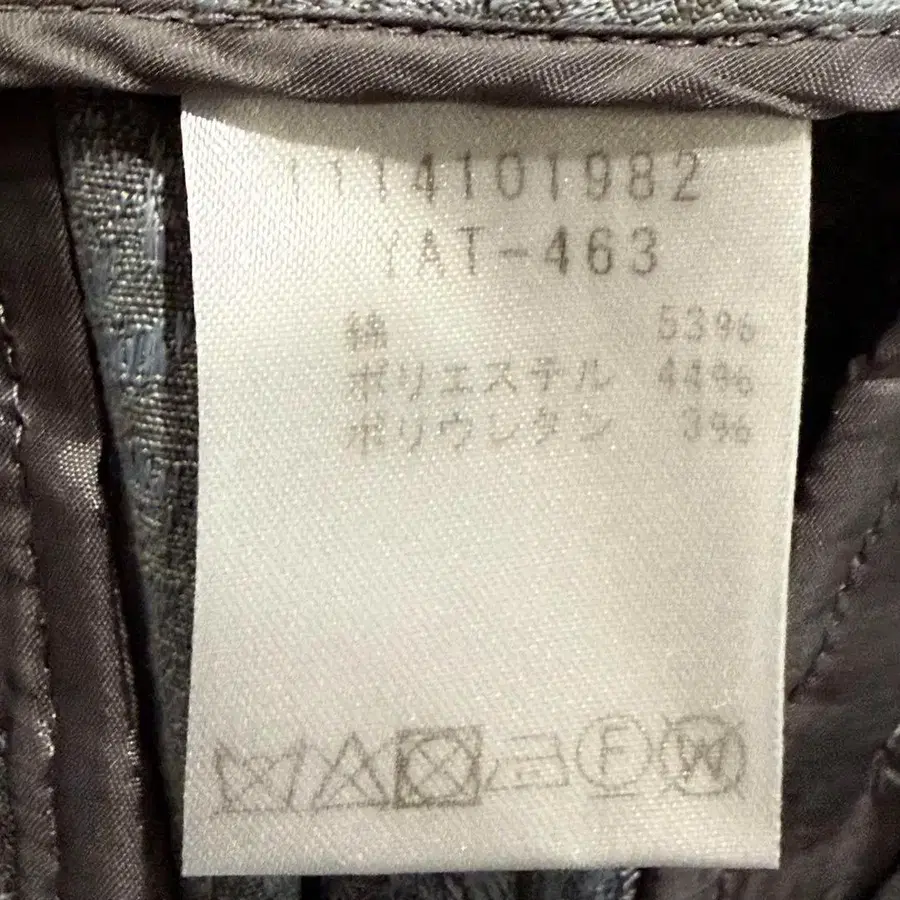 1114101982
YAT-463
綿 53%
ポリエステル 44%
ポリウレタン 3%
F W